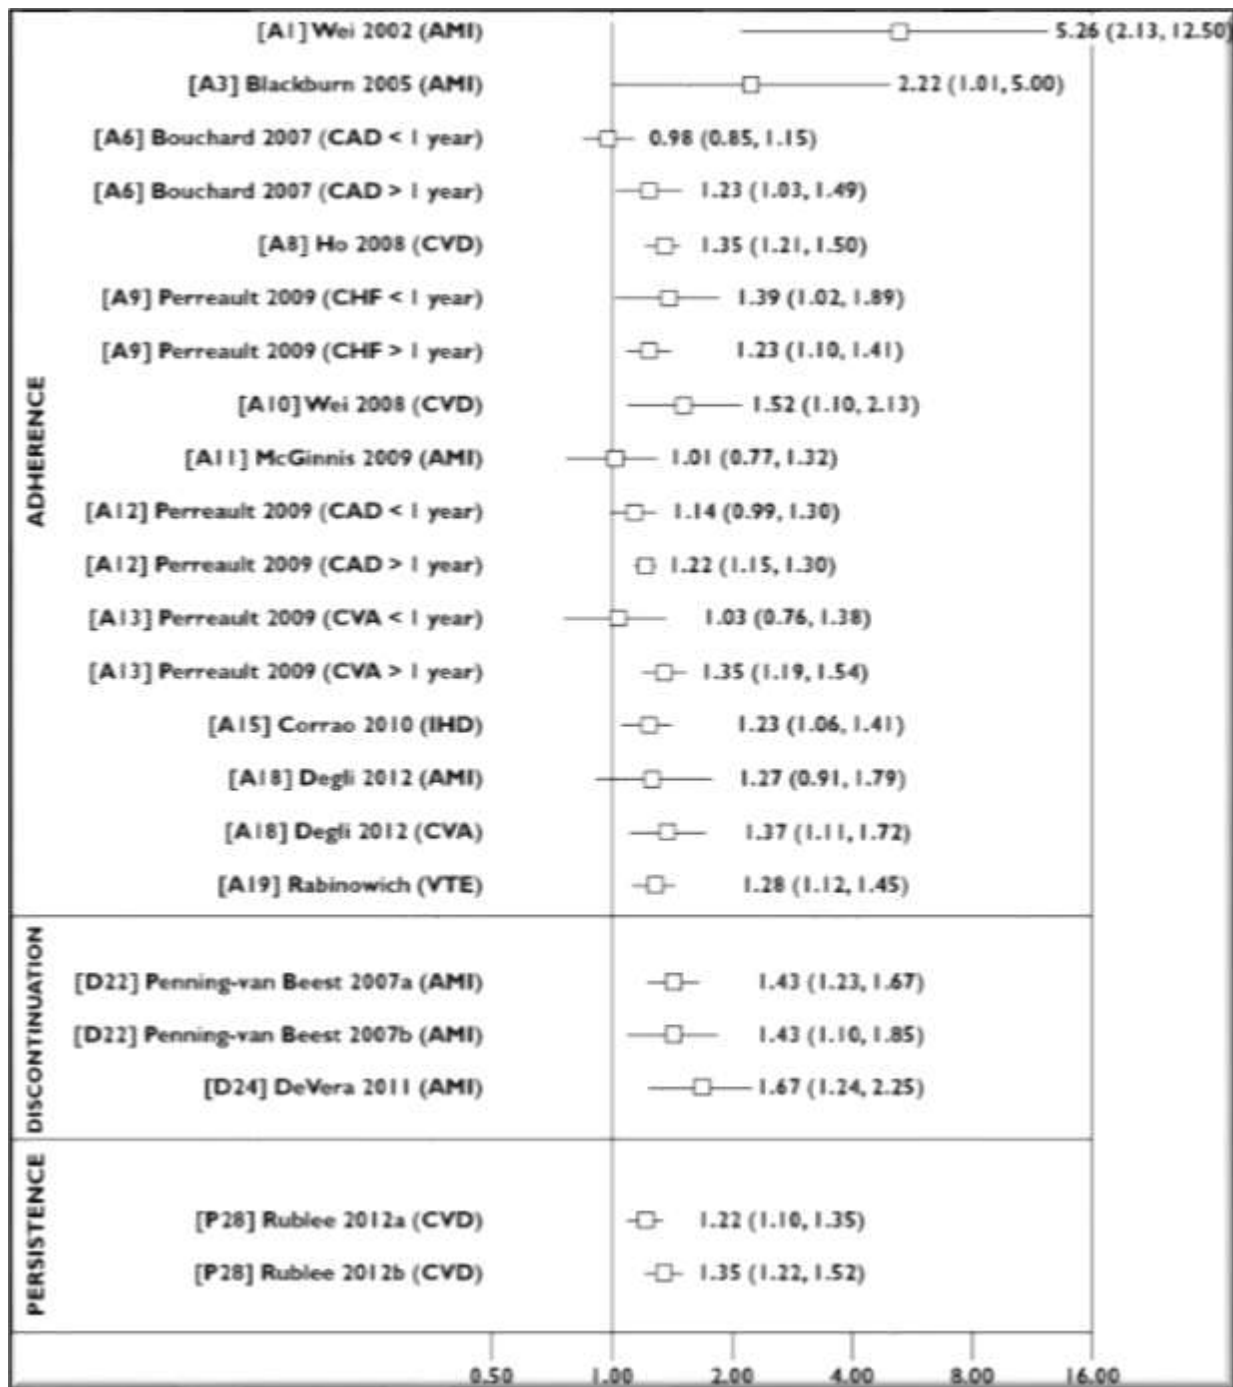 [A1] Wei 2002 (AMI) 5.26 (2.13, 12.50)
[A3] Blackburn 2005 (AMI) 2.22 (1.01, 5.00)
[A6] Bouchard 2007 (CAD < 1 year) 0.98 (0.85, 1.15)
[A6] Bouchard 2007 (CAD > 1 year) 1.23 (1.03, 1.49)
[A8] Ho 2008 (CVD) 1.35 (1.21, 1.50)
[A9] Perreault 2009 (CHF < 1 year) 1.39 (1.02, 1.89)
[A9] Perreault 2009 (CHF > 1 year) 1.23 (1.10, 1.41)
[A10] Wei 2008 (CVD) 1.52 (1.10, 2.13)
[A11] McGinnis 2009 (AMI) 1.01 (0.77, 1.32)
[A12] Perreault 2009 (CAD < 1 year) 1.14 (0.99, 1.30)
[A12] Perreault 2009 (CAD > 1 year) 1.22 (1.15, 1.30)
[A13] Perreault 2009 (CVA < 1 year) 1.03 (0.76, 1.38)
[A13] Perreault 2009 (CVA > 1 year) 1.35 (1.19, 1.54)
[A15] Corrao 2010 (IHD) 1.23 (1.06, 1.41)
[A18] Degli 2012 (AMI) 1.27 (0.91, 1.79)
[A18] Degli 2012 (CVA) 1.37 (1.11, 1.72)
[A19] Rabinowich (VTE) 1.28 (1.12, 1.45)
ADHERENCE
[D22] Penning-van Beest 2007a (AMI) 1.43 (1.23, 1.67)
[D22] Penning-van Beest 2007b (AMI) 1.43 (1.10, 1.85)
[D24] DeVera 2011 (AMI) 1.67 (1.24, 2.25)
DISCONTINUATION
[P28] Rublee 2012a (CVD) 1.22 (1.10, 1.35)
[P28] Rublee 2012b (CVD) 1.35 (1.22, 1.52)
PERSISTENCE
0.50 1.00 2.00 4.00 8.00 16.00